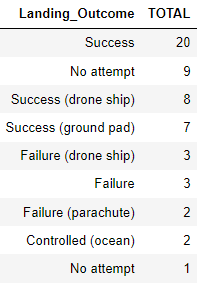 Landing_Outcome TOTAL
Success 20
No attempt 9
Success (drone ship) 8
Success (ground pad) 7
Failure (drone ship) 3
Failure 3
Failure (parachute) 2
Controlled (ocean) 2
No attempt 1